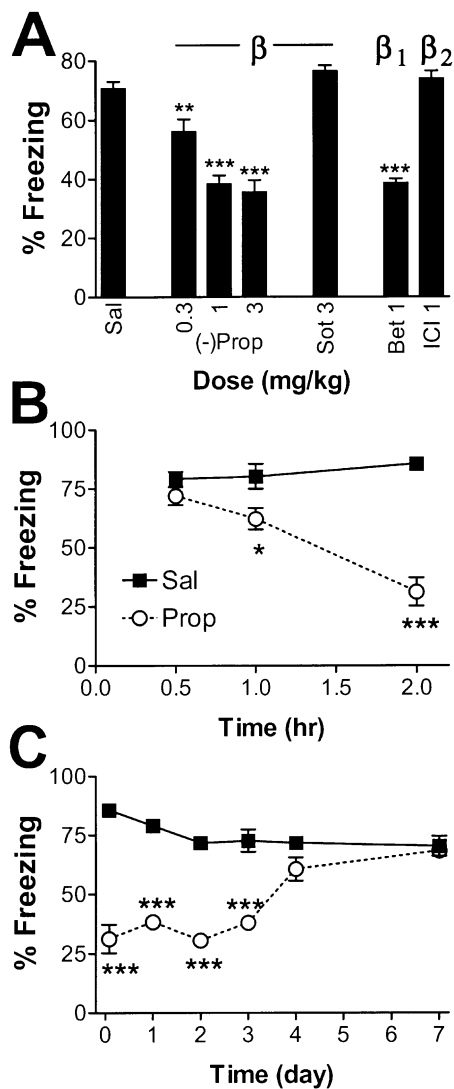 A
β β1 β2
% Freezing
80
60
40
20
0
** *** *** ***
Sal 0.3 1 3 Sot 3 Bet 1 ICI 1
(-)Prop
Dose (mg/kg)
B
% Freezing
100
75
50
25
0
*
***
Sal
Prop
0.0 0.5 1.0 1.5 2.0
Time (hr)
C
% Freezing
100
75
50
25
0
*** *** *** ***
0 1 2 3 4 5 6 7
Time (day)